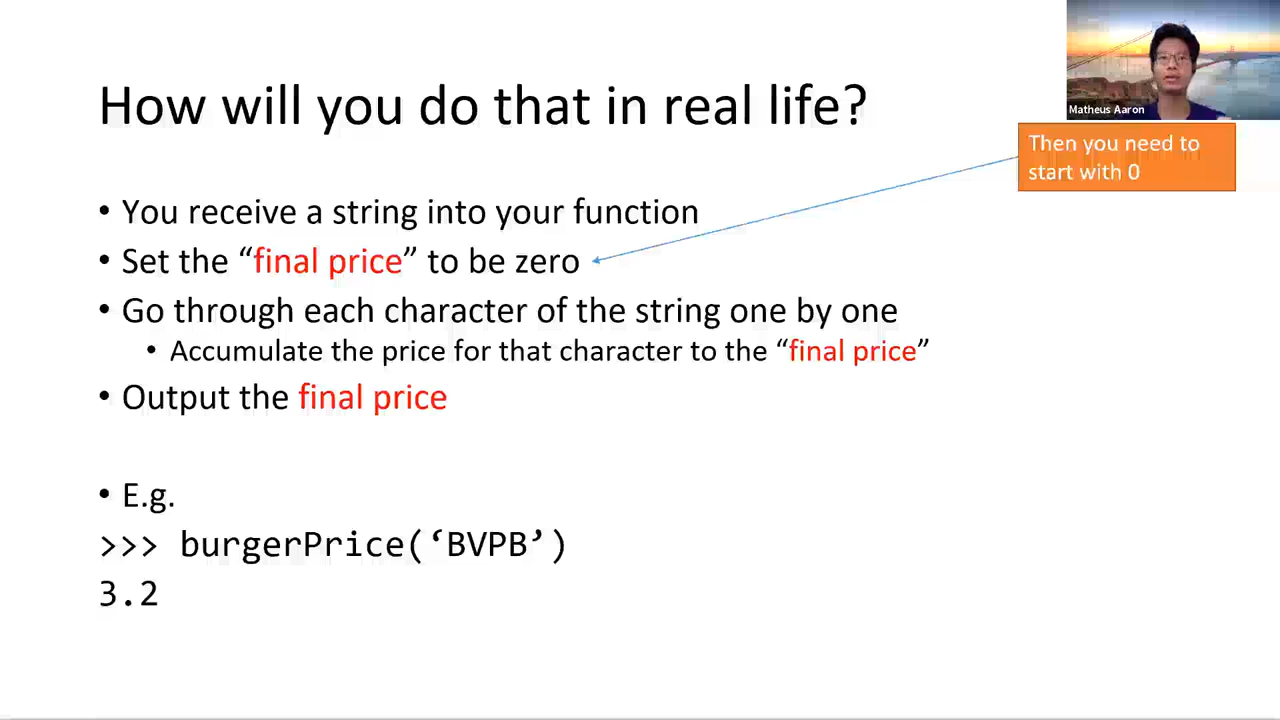 How will you do that in real life?
Matheus Aaron
Then you need to
start with 0
• You receive a string into your function
• Set the “final price” to be zero
• Go through each character of the string one by one
• Accumulate the price for that character to the “final price”
• Output the final price
• E.g.
>>> burgerPrice(‘BVPB’)
3.2